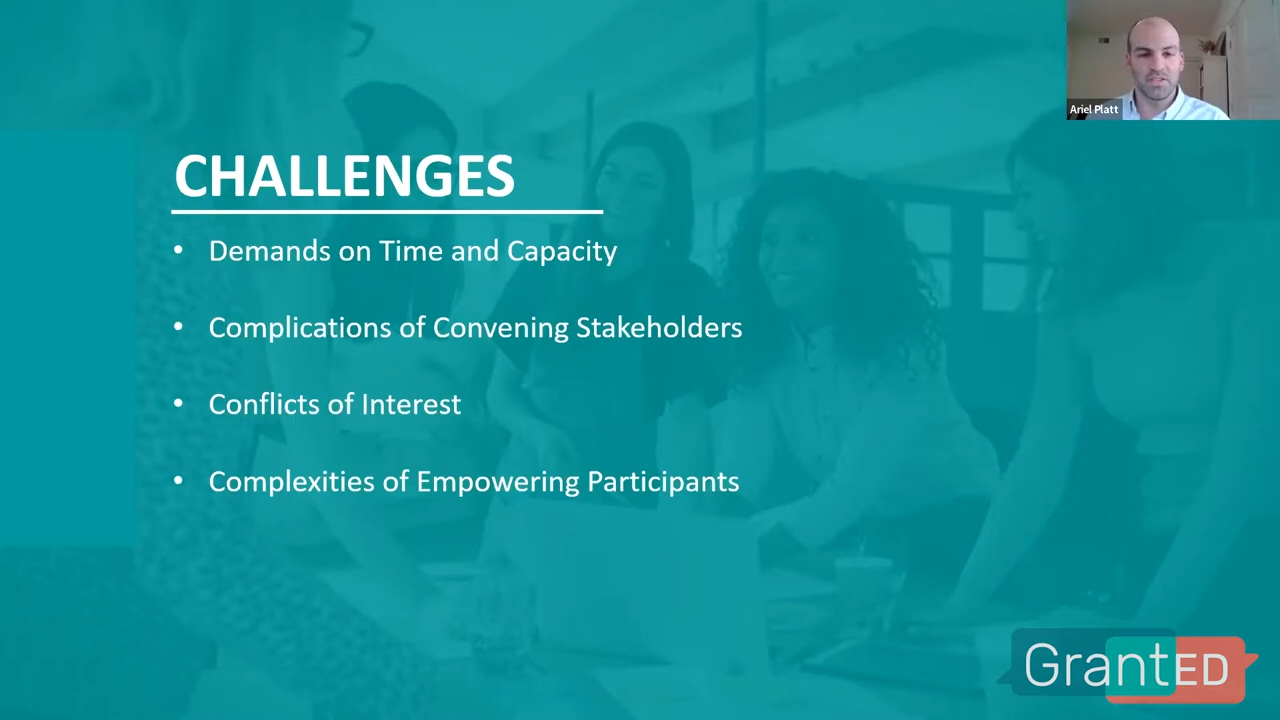 Ariel Platt
CHALLENGES
• Demands on Time and Capacity
• Complications of Convening Stakeholders
• Conflicts of Interest
• Complexities of Empowering Participants
GrantED